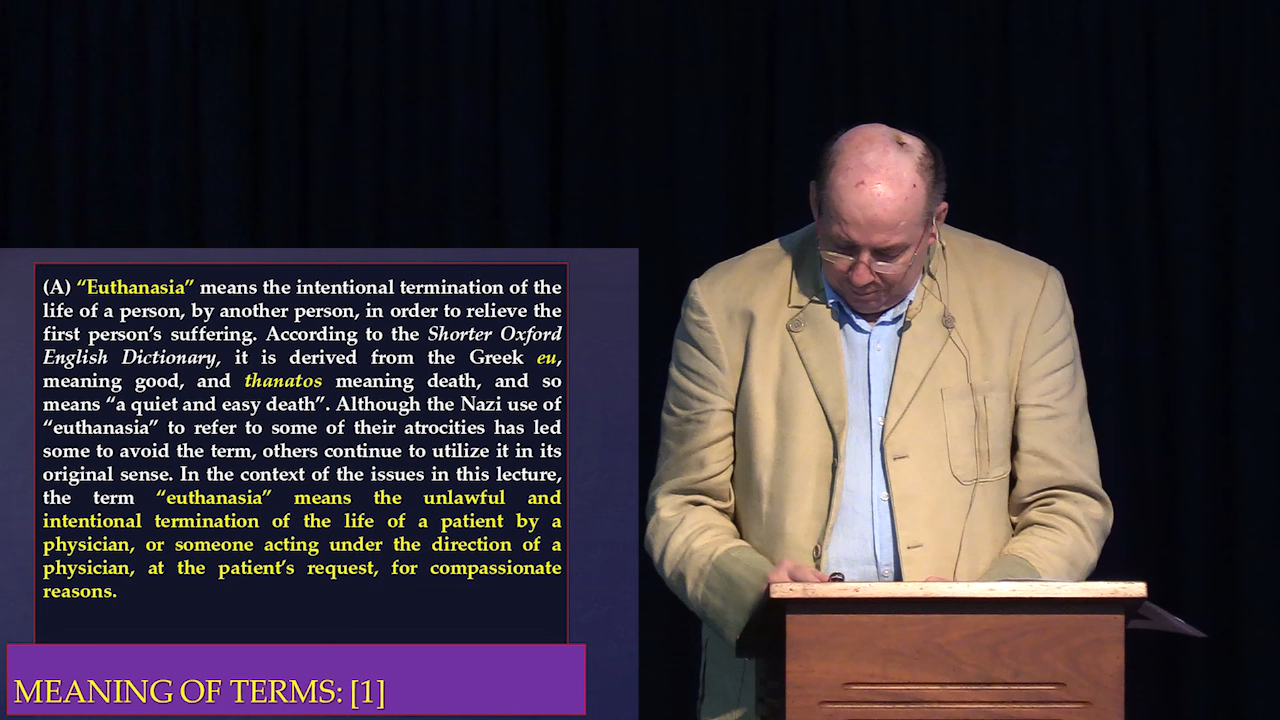 (A) “Euthanasia” means the intentional termination of the
life of a person, by another person, in order to relieve the
first person’s suffering. According to the Shorter Oxford
English Dictionary, it is derived from the Greek eu,
meaning good, and thanatos meaning death, and so
means “a quiet and easy death”. Although the Nazi use of
“euthanasia” to refer to some of their atrocities has led
some to avoid the term, others continue to utilize it in its
original sense. In the context of the issues in this lecture,
the term “euthanasia” means the unlawful and
intentional termination of the life of a patient by a
physician, or someone acting under the direction of a
physician, at the patient’s request, for compassionate
reasons.
MEANING OF TERMS: [1]